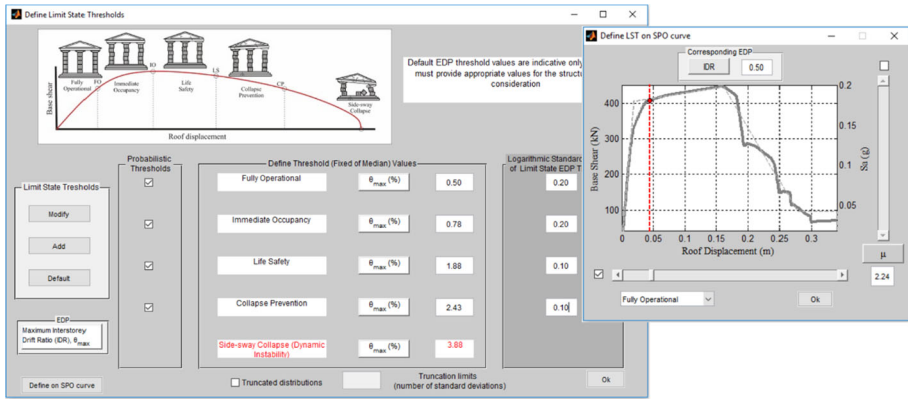 Define Limit State Thresholds
Fully
Operational
FO
Immediate
Occupancy
IO
Life
Safety
LS
Collapse
Prevention
CP
Side-sway
Collapse
Base shear
Roof displacement
Default EDP threshold values are indicative only
must provide appropriate values for the structu
consideration
Limit State Tresholds
Modify
Add
Default
EDP
Maximum Interstorey
Drift Ratio (IDR), θmax
Define on SPO curve
Probabilistic
Thresholds
Define Threshold (Fixed of Median) Values
Fully Operational θmax (%) 0.50
Immediate Occupancy θmax (%) 0.78
Life Safety θmax (%) 1.88
Collapse Prevention θmax (%) 2.43
Side-sway Collapse (Dynamic
Instability) θmax (%) 3.88
Logarithmic Standard
of Limit State EDP T
0.20
0.20
0.10
0.10
Truncated distributions
Truncation limits
(number of standard deviations)
Ok
Define LST on SPO curve
Corresponding EDP
IDR 0.50
Base Shear (kN)
400
300
200
100
0 0.05 0.1 0.15 0.2 0.25 0.3
Roof Displacement (m)
0.2
0.15
0.1
0.05
Sa (g)
μ
2.24
Fully Operational
Ok